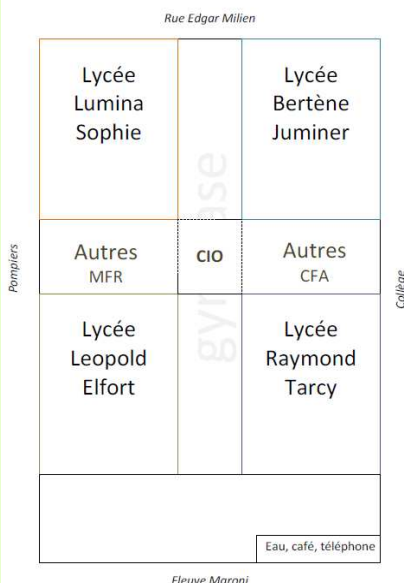 Rue Edgar Milien
Lycée
Lumina
Sophie
Lycée
Bertène
Juminer
gymnase
Pompiers
Autres
MFR
CIO
Autres
CFA
Collège
Lycée
Leopold
Elfort
Lycée
Raymond
Tarcy
Eau, café, téléphone
Fleuve Maroni